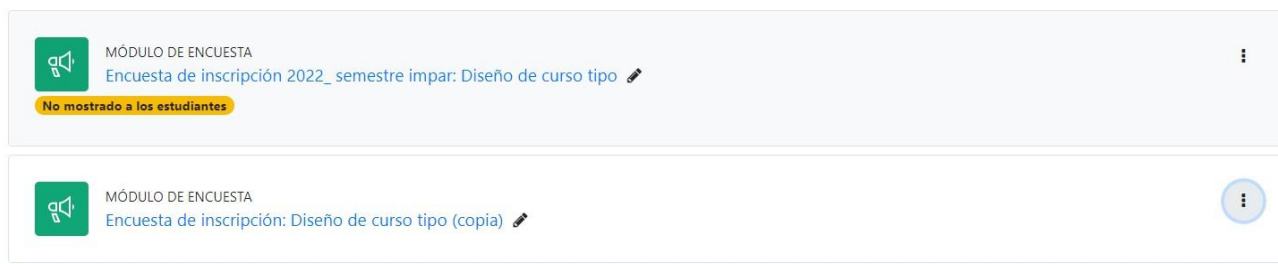 MÓDULO DE ENCUESTA
Encuesta de inscripción 2022_ semestre impar: Diseño de curso tipo
No mostrado a los estudiantes
MÓDULO DE ENCUESTA
Encuesta de inscripción: Diseño de curso tipo (copia)